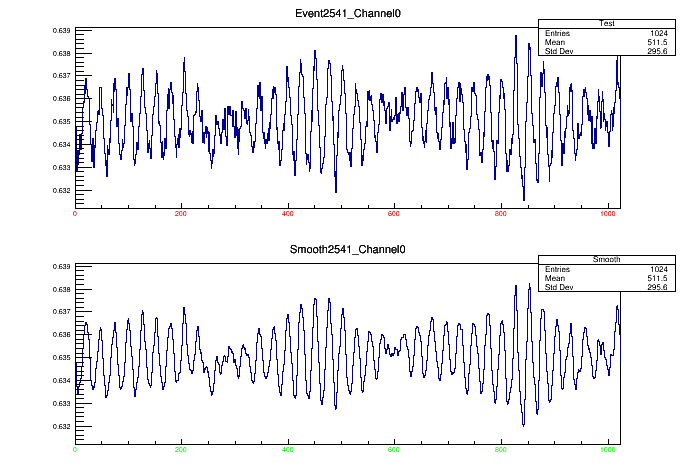 Event2541_Channel0
Test
Entries 1024
Mean 511.5
Std Dev 295.6
0.639
0.638
0.637
0.636
0.635
0.634
0.633
0.632
0 200 400 600 800 1000
Smooth2541_Channel0
Smooth
Entries 1024
Mean 511.5
Std Dev 295.6
0.639
0.638
0.637
0.636
0.635
0.634
0.633
0.632
0 200 400 600 800 1000